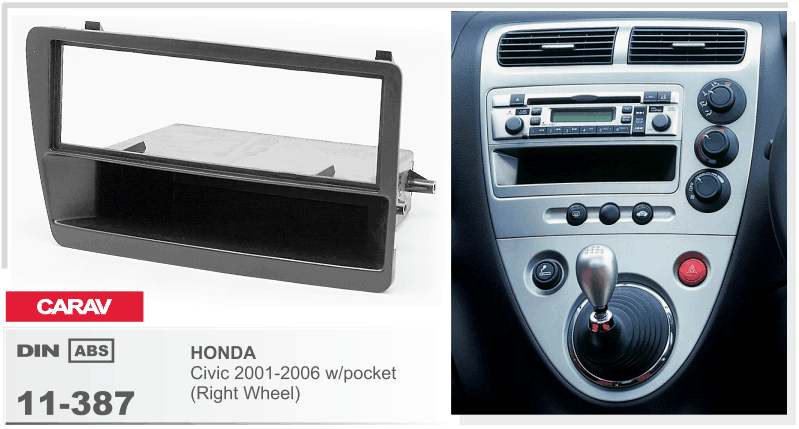 CARAV
DIN ABS
11-387
HONDA
Civic 2001-2006 w/pocket
(Right Wheel)